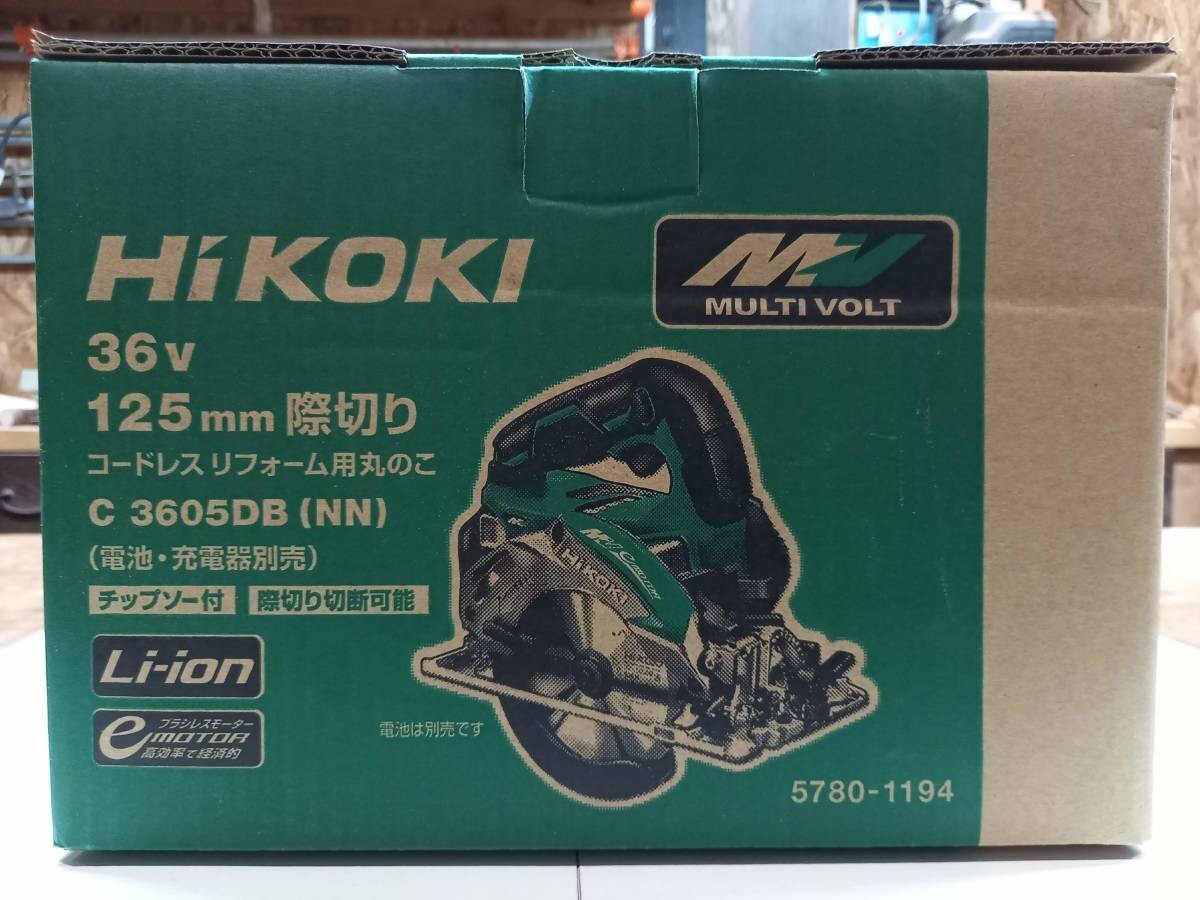 HiKOKI
MV
MULTI VOLT
36V
125mm 際切り
コードレスリフォーム用丸のこ
C 3605DB (NN)
(電池・充電器別売)
チップソー付 際切り切断可能
Li-ion
ブラシレスモーター
e MOTOR
高効率で経済的
HiKOKI
電池は別売です
5780-1194